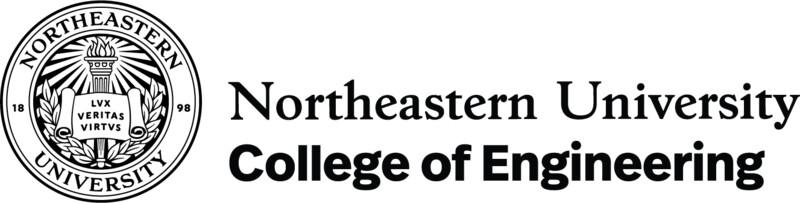 NORTHEASTERN
18 98
LVX
VERITAS
VIRTVS
UNIVERSITY
Northeastern University
College of Engineering